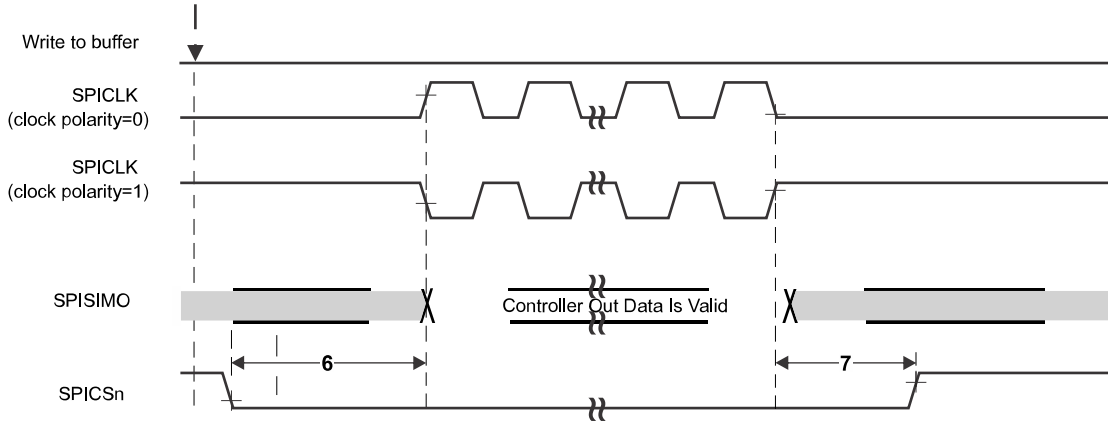 Write to buffer
SPICLK
(clock polarity=0)
SPICLK
(clock polarity=1)
SPISIMO
Controller Out Data Is Valid
6
7
SPICSn